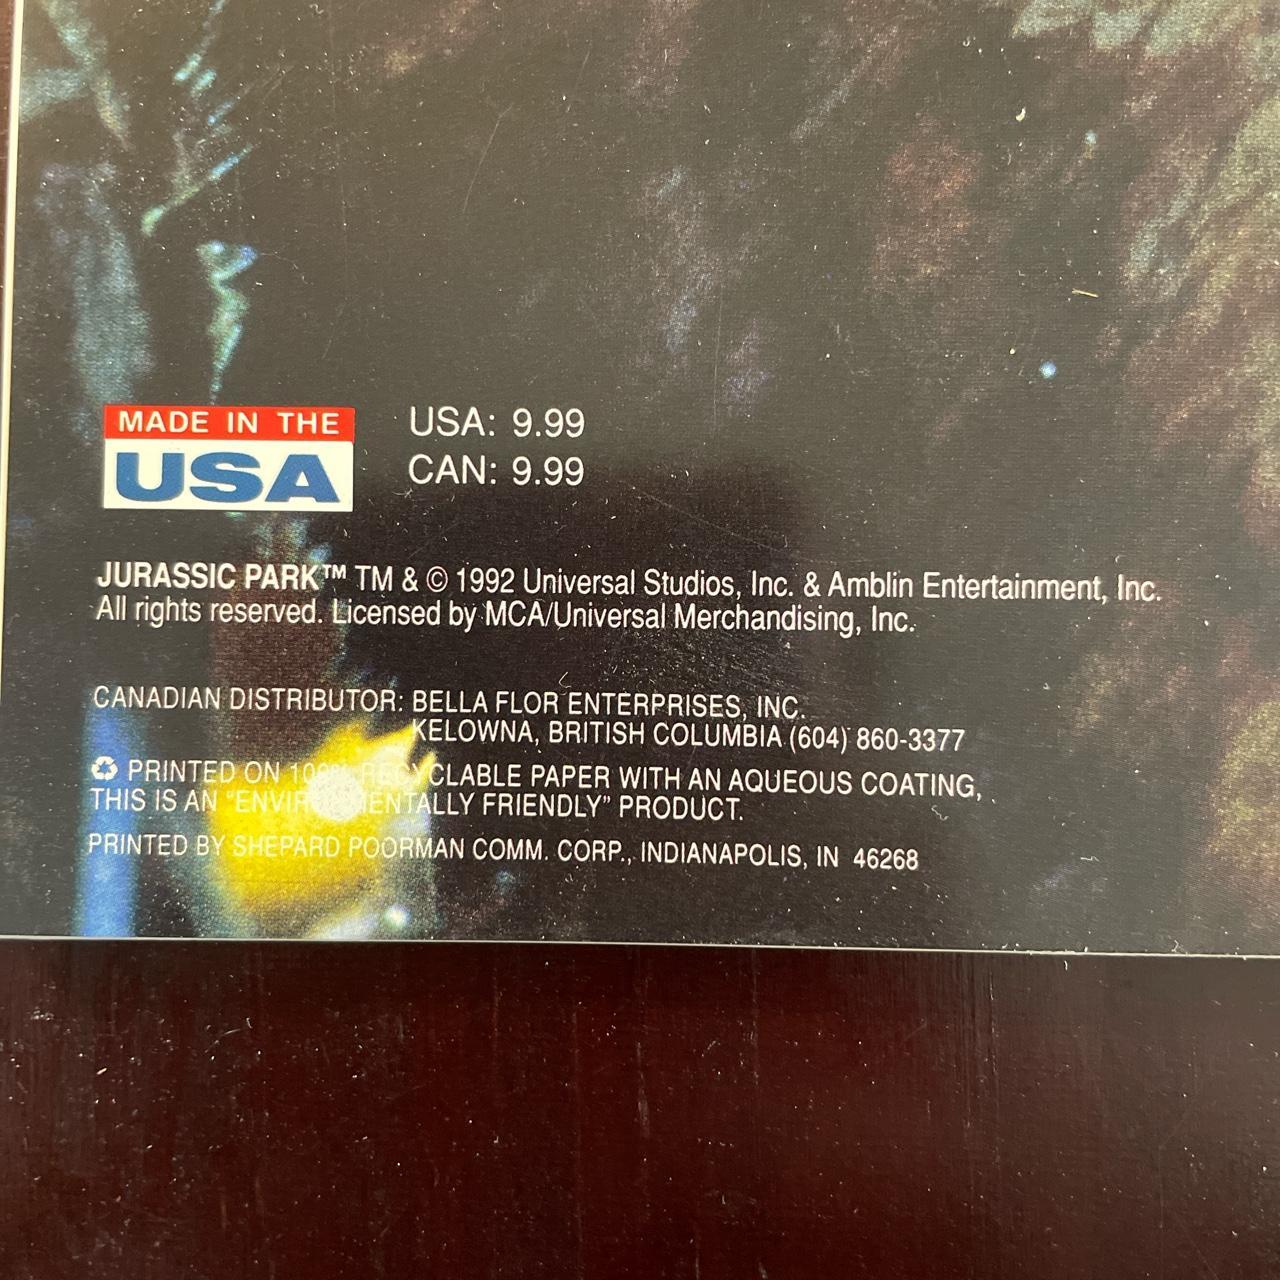 MADE IN THE
USA
USA: 9.99
CAN: 9.99
JURASSIC PARK™ TM & © 1992 Universal Studios, Inc. & Amblin Entertainment, Inc.
All rights reserved. Licensed by MCA/Universal Merchandising, Inc.
CANADIAN DISTRIBUTOR: BELLA FLOR ENTERPRISES, INC.
KELOWNA, BRITISH COLUMBIA (604) 860-3377
♻ PRINTED ON 100% RECYCLABLE PAPER WITH AN AQUEOUS COATING,
THIS IS AN “ENVIRONMENTALLY FRIENDLY” PRODUCT.
PRINTED BY SHEPARD POORMAN COMM. CORP., INDIANAPOLIS, IN 46268